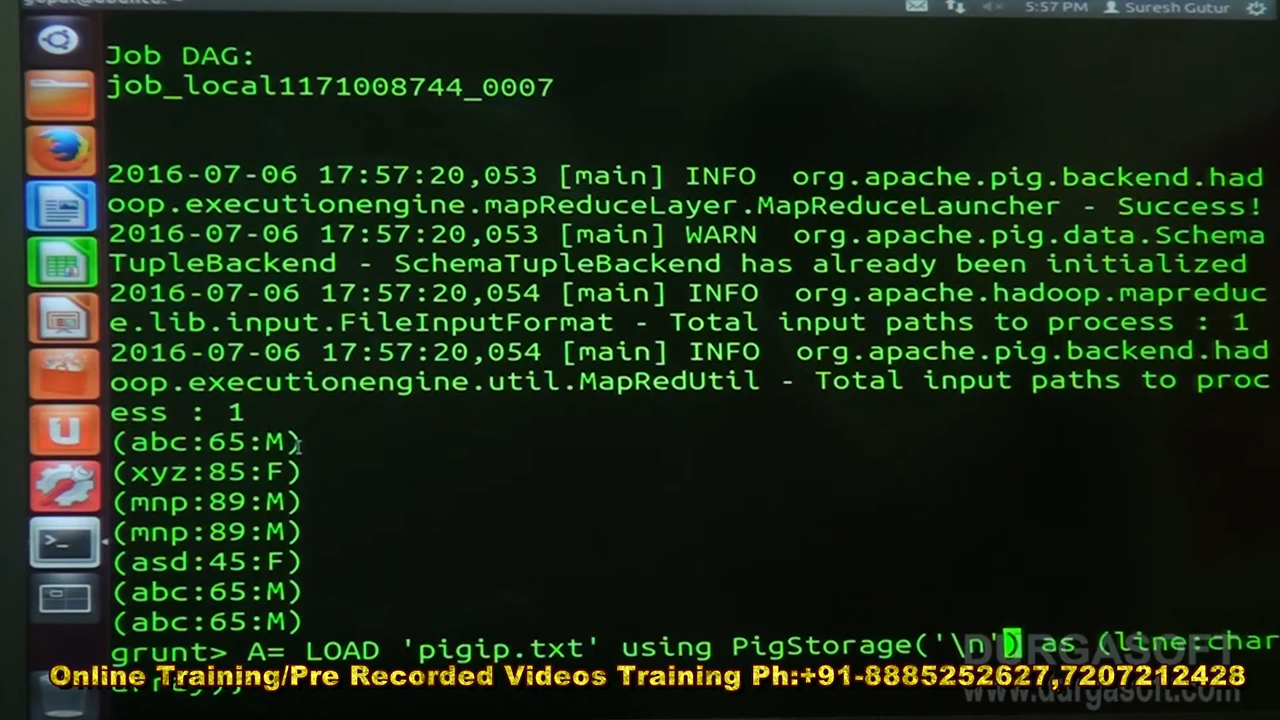 5:57 PM Suresh Gutur
Job DAG:
job_local1171008744_0007
2016-07-06 17:57:20,053 [main] INFO  org.apache.pig.backend.had
oop.executionengine.mapReduceLayer.MapReduceLauncher - Success!
2016-07-06 17:57:20,053 [main] WARN  org.apache.pig.data.Schema
TupleBackend - SchemaTupleBackend has already been initialized
2016-07-06 17:57:20,054 [main] INFO  org.apache.hadoop.mapreduc
e.lib.input.FileInputFormat - Total input paths to process : 1
2016-07-06 17:57:20,054 [main] INFO  org.apache.pig.backend.had
oop.executionengine.util.MapRedUtil - Total input paths to proc
ess : 1
(abc:65:M)
(xyz:85:F)
(mnp:89:M)
(mnp:89:M)
(asd:45:F)
(abc:65:M)
(abc:65:M)
grunt> A= LOAD 'pigip.txt' using PigStorage('\n') as (line:char
DURGASOFT
Online Training/Pre Recorded Videos Training Ph:+91-8885252627,7207212428
www.durgasoft.com